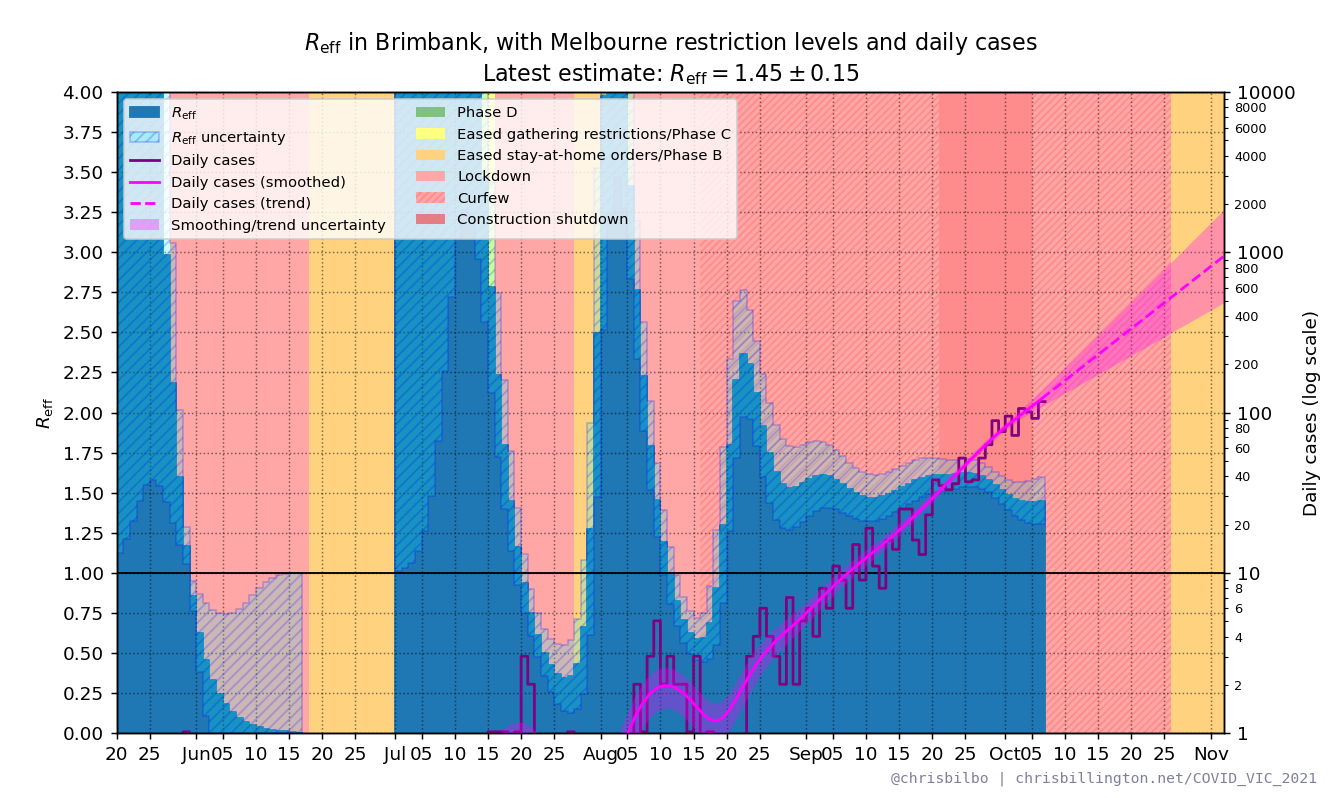 Reff in Brimbank, with Melbourne restriction levels and daily cases
Latest estimate: Reff = 1.45 ± 0.15
Reff
Reff uncertainty
Daily cases
Daily cases (smoothed)
Daily cases (trend)
Smoothing/trend uncertainty
Phase D
Eased gathering restrictions/Phase C
Eased stay-at-home orders/Phase B
Lockdown
Curfew
Construction shutdown
Reff
4.00
3.75
3.50
3.25
3.00
2.75
2.50
2.25
2.00
1.75
1.50
1.25
1.00
0.75
0.50
0.25
0.00
10000
8000
6000
4000
2000
1000
800
600
400
200
100
80
60
40
20
10
8
6
4
2
1
Daily cases (log scale)
20 25 Jun 05 10 15 20 25 Jul 05 10 15 20 25 Aug 05 10 15 20 25 Sep 05 10 15 20 25 Oct 05 10 15 20 25 Nov
@chrisbilbo | chrisbillington.net/COVID_VIC_2021